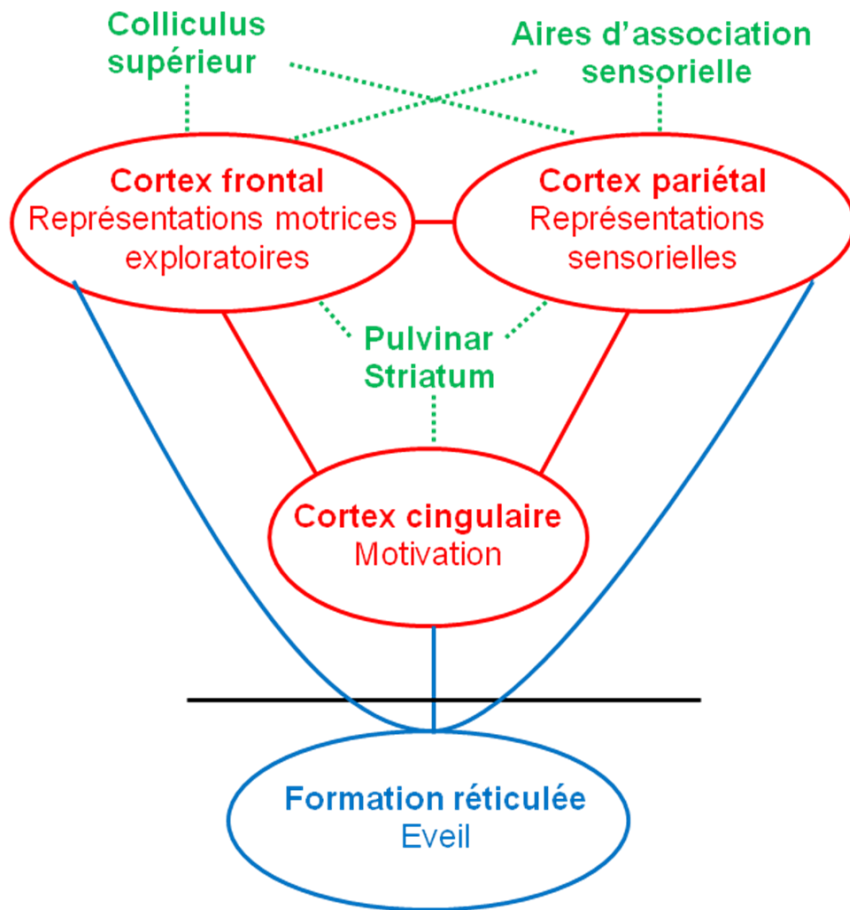 Colliculus
supérieur
Aires d’association
sensorielle
Cortex frontal
Représentations motrices
exploratoires
Cortex pariétal
Représentations
sensorielles
Pulvinar
Striatum
Cortex cingulaire
Motivation
Formation réticulée
Eveil